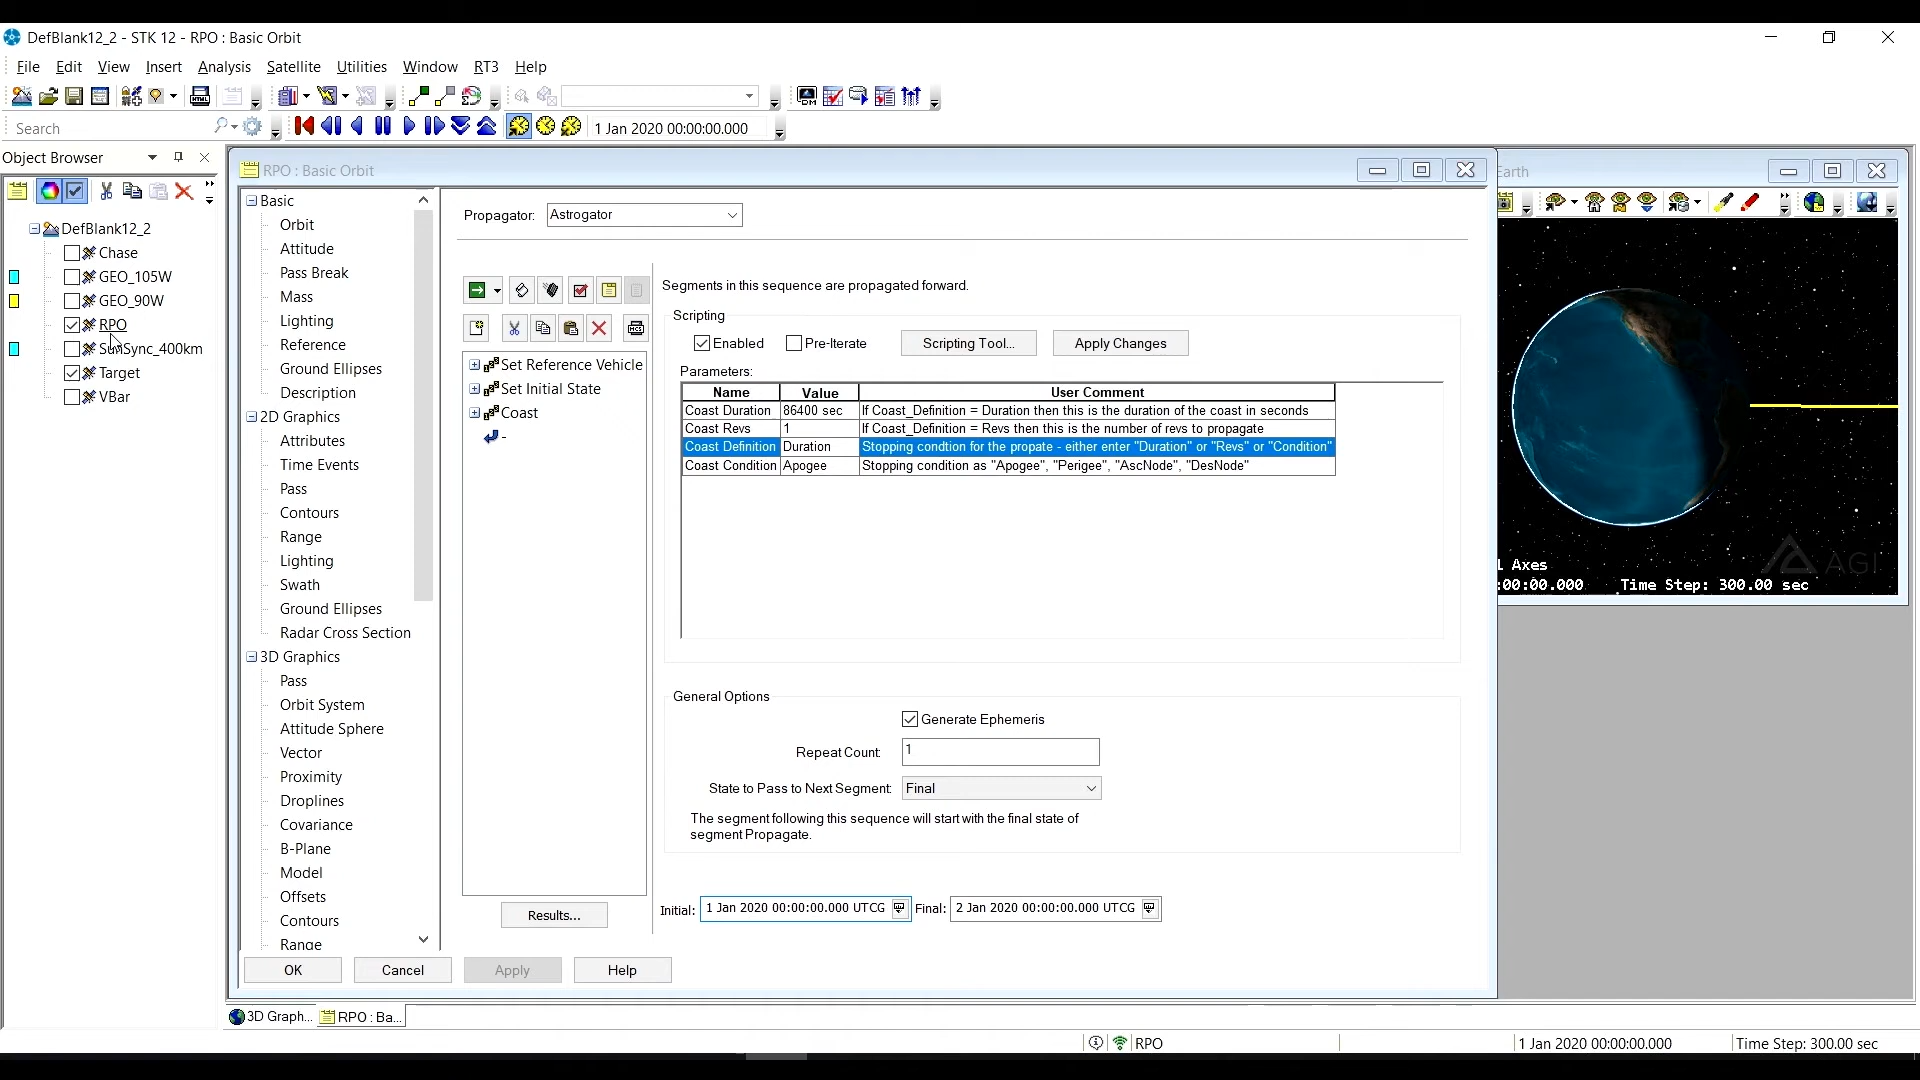 DefBlank12_2 - STK 12 - RPO : Basic Orbit
File Edit View Insert Analysis Satellite Utilities Window RT3 Help
Search
1 Jan 2020 00:00:00.000
Object Browser
DefBlank12_2
Chase
GEO_105W
GEO_90W
RPO
SunSync_400km
Target
VBar
RPO : Basic Orbit
Basic
Orbit
Attitude
Pass Break
Mass
Lighting
Reference
Ground Ellipses
Description
2D Graphics
Attributes
Time Events
Pass
Contours
Range
Lighting
Swath
Ground Ellipses
Radar Cross Section
3D Graphics
Pass
Orbit System
Attitude Sphere
Vector
Proximity
Droplines
Covariance
B-Plane
Model
Offsets
Contours
Range
OK Cancel Apply Help
Propagator: Astrogator
MCS
Set Reference Vehicle
Set Initial State
Coast
-
Results...
Segments in this sequence are propagated forward.
Scripting
Enabled Pre-Iterate Scripting Tool... Apply Changes
Parameters:
Name Value User Comment
Coast Duration 86400 sec If Coast_Definition = Duration then this is the duration of the coast in seconds
Coast Revs 1 If Coast_Definition = Revs then this is the number of revs to propagate
Coast Definition Duration Stopping condtion for the propate - either enter "Duration" or "Revs" or "Condition"
Coast Condition Apogee Stopping condition as "Apogee", "Perigee", "AscNode", "DesNode"
General Options
Generate Ephemeris
Repeat Count: 1
State to Pass to Next Segment: Final
The segment following this sequence will start with the final state of
segment Propagate.
Initial: 1 Jan 2020 00:00:00.000 UTCG Final: 2 Jan 2020 00:00:00.000 UTCG
Earth
AGI
L Axes
:00:00.000 Time Step: 300.00 sec
3D Graph... RPO : Ba...
RPO 1 Jan 2020 00:00:00.000 Time Step: 300.00 sec